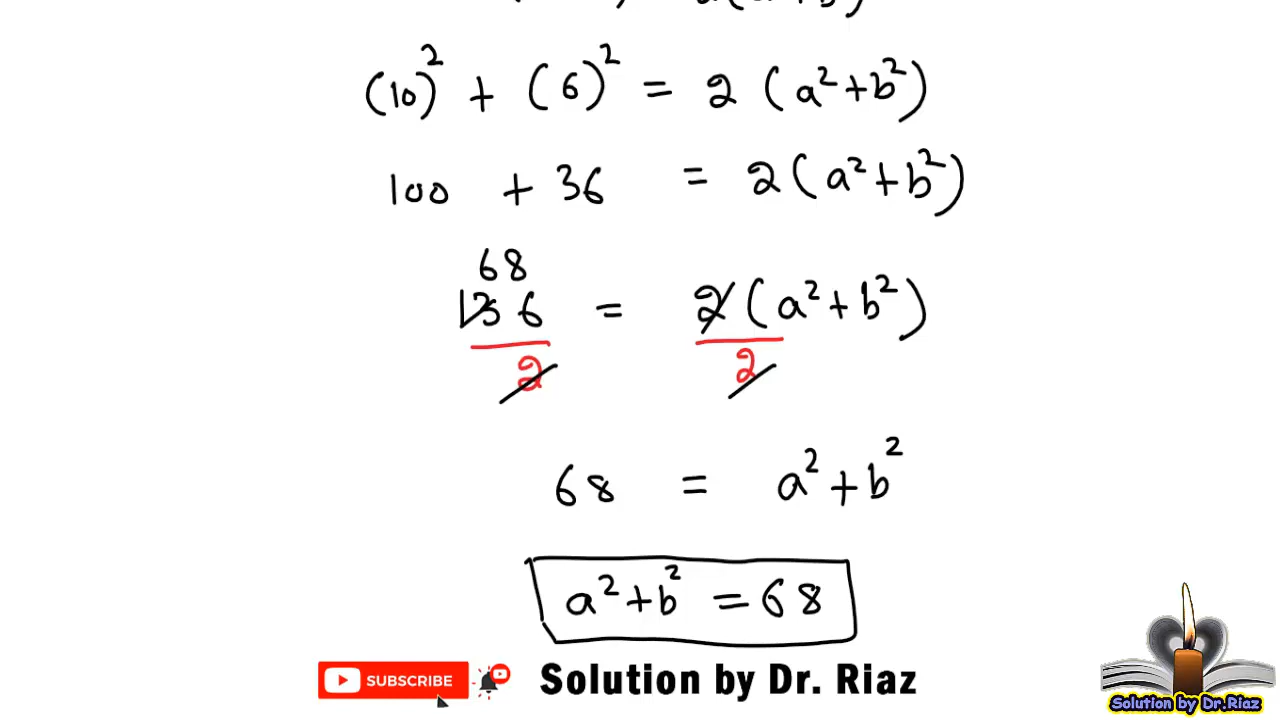 (10)² + (6)² = 2 (a²+b²)
100 + 36 = 2(a²+b²)
68
136 = 2(a²+b²)
2 2
68 = a²+b²
a²+b² = 68
SUBSCRIBE
Solution by Dr. Riaz
Solution by Dr.Riaz